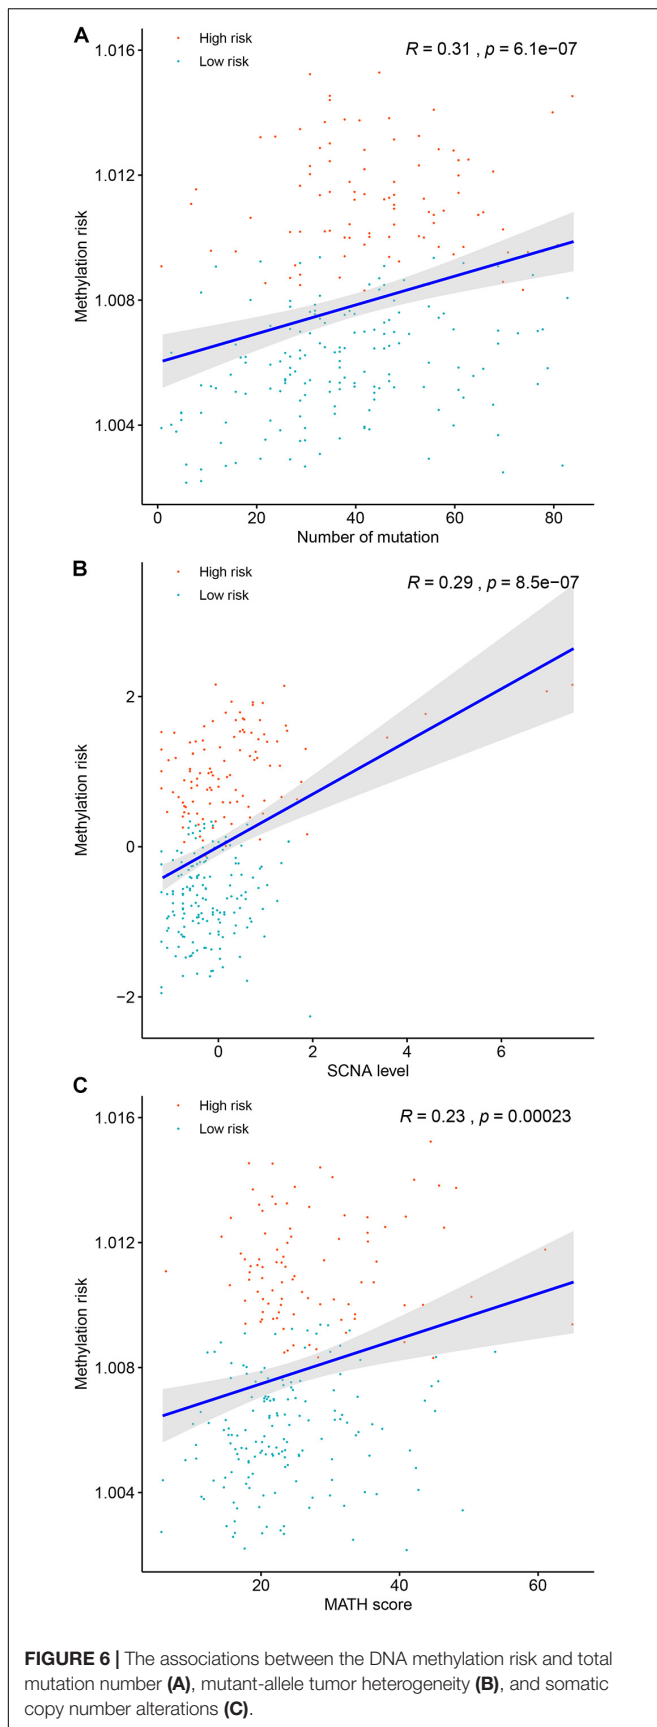 A
High risk
Low risk
R = 0.31 , p = 6.1e−07
1.016
1.012
1.008
1.004
Methylation risk
0 20 40 60 80
Number of mutation
B
High risk
Low risk
R = 0.29 , p = 8.5e−07
2
0
−2
Methylation risk
0 2 4 6
SCNA level
C
High risk
Low risk
R = 0.23 , p = 0.00023
1.016
1.012
1.008
1.004
Methylation risk
20 40 60
MATH score
FIGURE 6 | The associations between the DNA methylation risk and total
mutation number (A), mutant-allele tumor heterogeneity (B), and somatic
copy number alterations (C).